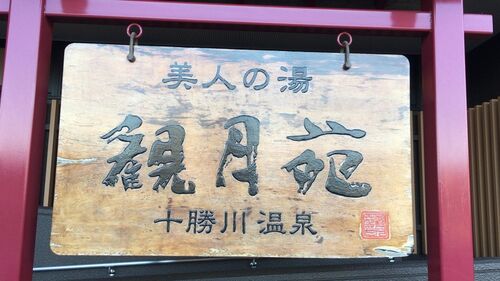 美人の湯
観月苑
十勝川温泉